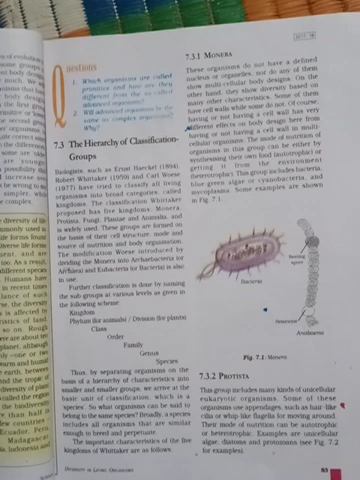 2017-18
Questions
1. Which organisms are called
primitive and how are they
different from the so-called
advanced organisms?
2. Will advanced organisms be the
same as complex organisms?
Why?
7.3 The Hierarchy of Classification-
Groups
Biologists, such as Ernst Haeckel (1894),
Robert Whittaker (1959) and Carl Woese
(1977) have tried to classify all living
organisms into broad categories, called
kingdoms. The classification Whittaker
proposed has five kingdoms: Monera,
Protista, Fungi, Plantae and Animalia, and
is widely used. These groups are formed on
the basis of their cell structure, mode and
source of nutrition and body organisation.
The modification Woese introduced by
dividing the Monera into Archaebacteria (or
Archaea) and Eubacteria (or Bacteria) is also
in use.
Further classification is done by naming
the sub-groups at various levels as given in
the following scheme:
Kingdom
Phylum (for animals) / Division (for plants)
Class
Order
Family
Genus
Species
Thus, by separating organisms on the
basis of a hierarchy of characteristics into
smaller and smaller groups, we arrive at the
basic unit of classification, which is a
'species'. So what organisms can be said to
belong to the same species? Broadly, a species
includes all organisms that are similar
enough to breed and perpetuate.
The important characteristics of the five
kingdoms of Whittaker are as follows:
7.3.1 MONERA
These organisms do not have a defined
nucleus or organelles, nor do any of them
show multi-cellular body designs. On the
other hand, they show diversity based on
many other characteristics. Some of them
have cell walls while some do not. Of course,
having or not having a cell wall has very
different effects on body design here from
having or not having a cell wall in multi-
cellular organisms. The mode of nutrition of
organisms in this group can be either by
synthesising their own food (autotrophic) or
getting it from the environment
(heterotrophic). This group includes bacteria,
blue-green algae or cyanobacteria, and
mycoplasma. Some examples are shown
in Fig. 7.1.
Bacteria
Resting
spore
Heterocyst
Anabaena
Fig. 7.1: Monera
7.3.2 PROTISTA
This group includes many kinds of unicellular
eukaryotic organisms. Some of these
organisms use appendages, such as hair-like
cilia or whip-like flagella for moving around.
Their mode of nutrition can be autotrophic
or heterotrophic. Examples are unicellular
algae, diatoms and protozoans (see Fig. 7.2
for examples).
DIVERSITY IN LIVING ORGANISMS
83